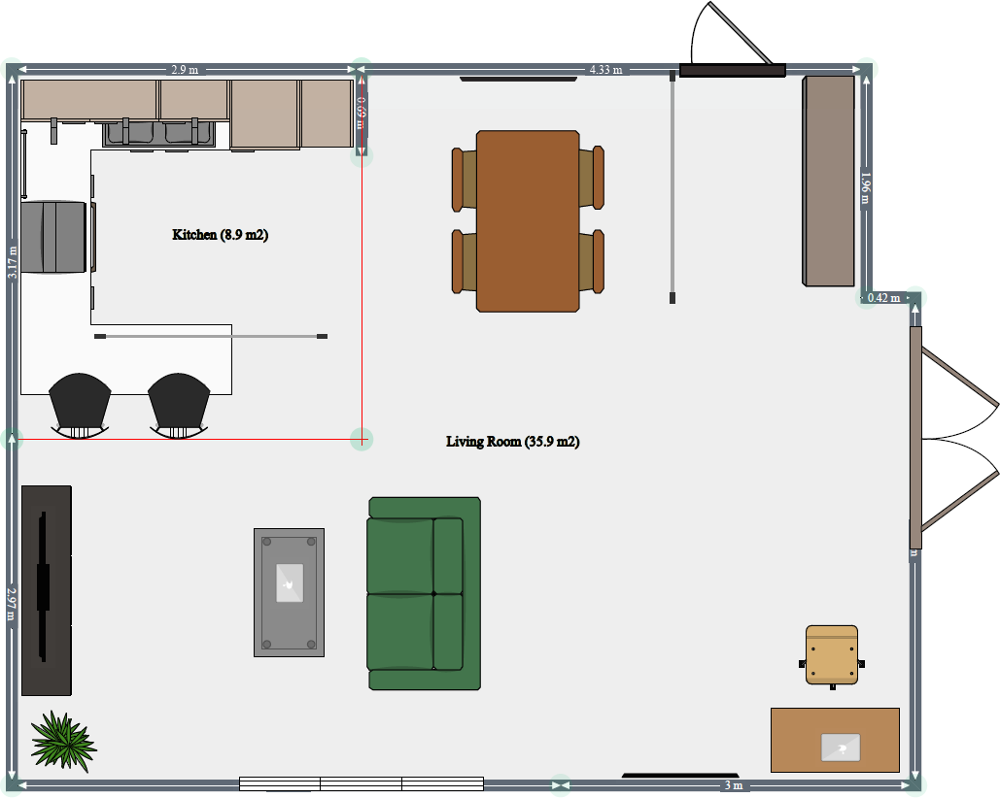 2.9 m
4.33 m
0.69 m
1.96 m
Kitchen (8.9 m2)
3.17 m
0.42 m
Living Room (35.9 m2)
m
2.97 m
3 m